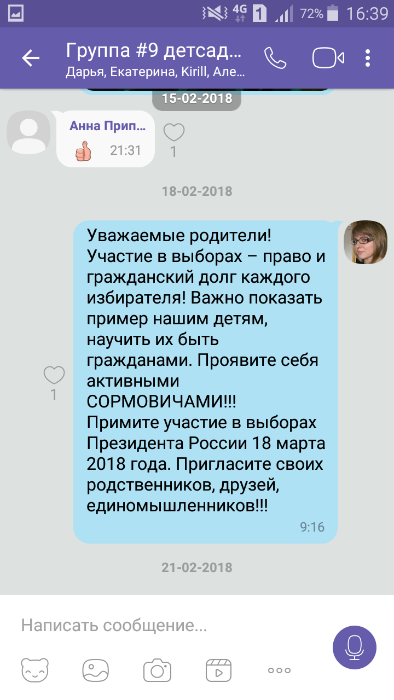 4G 1 72% 16:39
Группа #9 детсад...
Дарья, Екатерина, Kirill, Але...
15-02-2018
Анна Прип...
21:31
1
18-02-2018
Уважаемые родители!
Участие в выборах – право и
гражданский долг каждого
избирателя! Важно показать
пример нашим детям,
научить их быть
гражданами. Проявите себя
активными
СОРМОВИЧАМИ!!!
Примите участие в выборах
Президента России 18 марта
2018 года. Пригласите своих
родственников, друзей,
единомышленников!!!
1
9:16
21-02-2018
Написать сообщение...